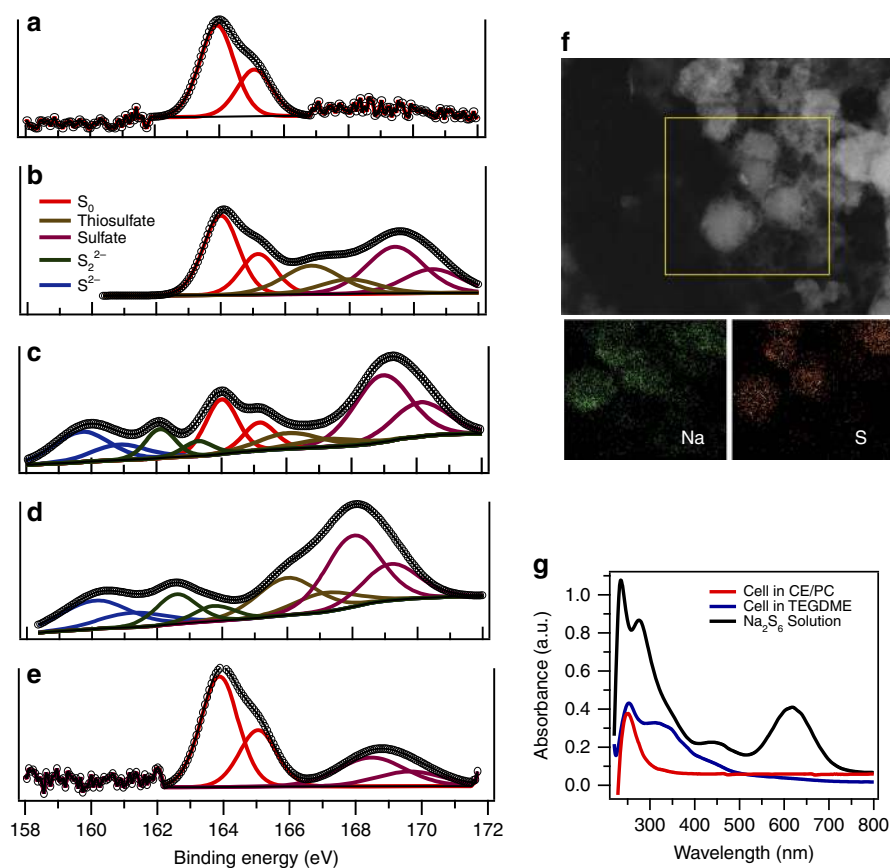 a
b
S₀
Thiosulfate
Sulfate
S₂²⁻
S²⁻
c
d
e
158 160 162 164 166 168 170 172
Binding energy (eV)
f
Na
S
g
Cell in CE/PC
Cell in TEGDME
Na₂S₆ Solution
1.0
0.8
0.6
0.4
0.2
0.0
Absorbance (a.u.)
300 400 500 600 700 800
Wavelength (nm)